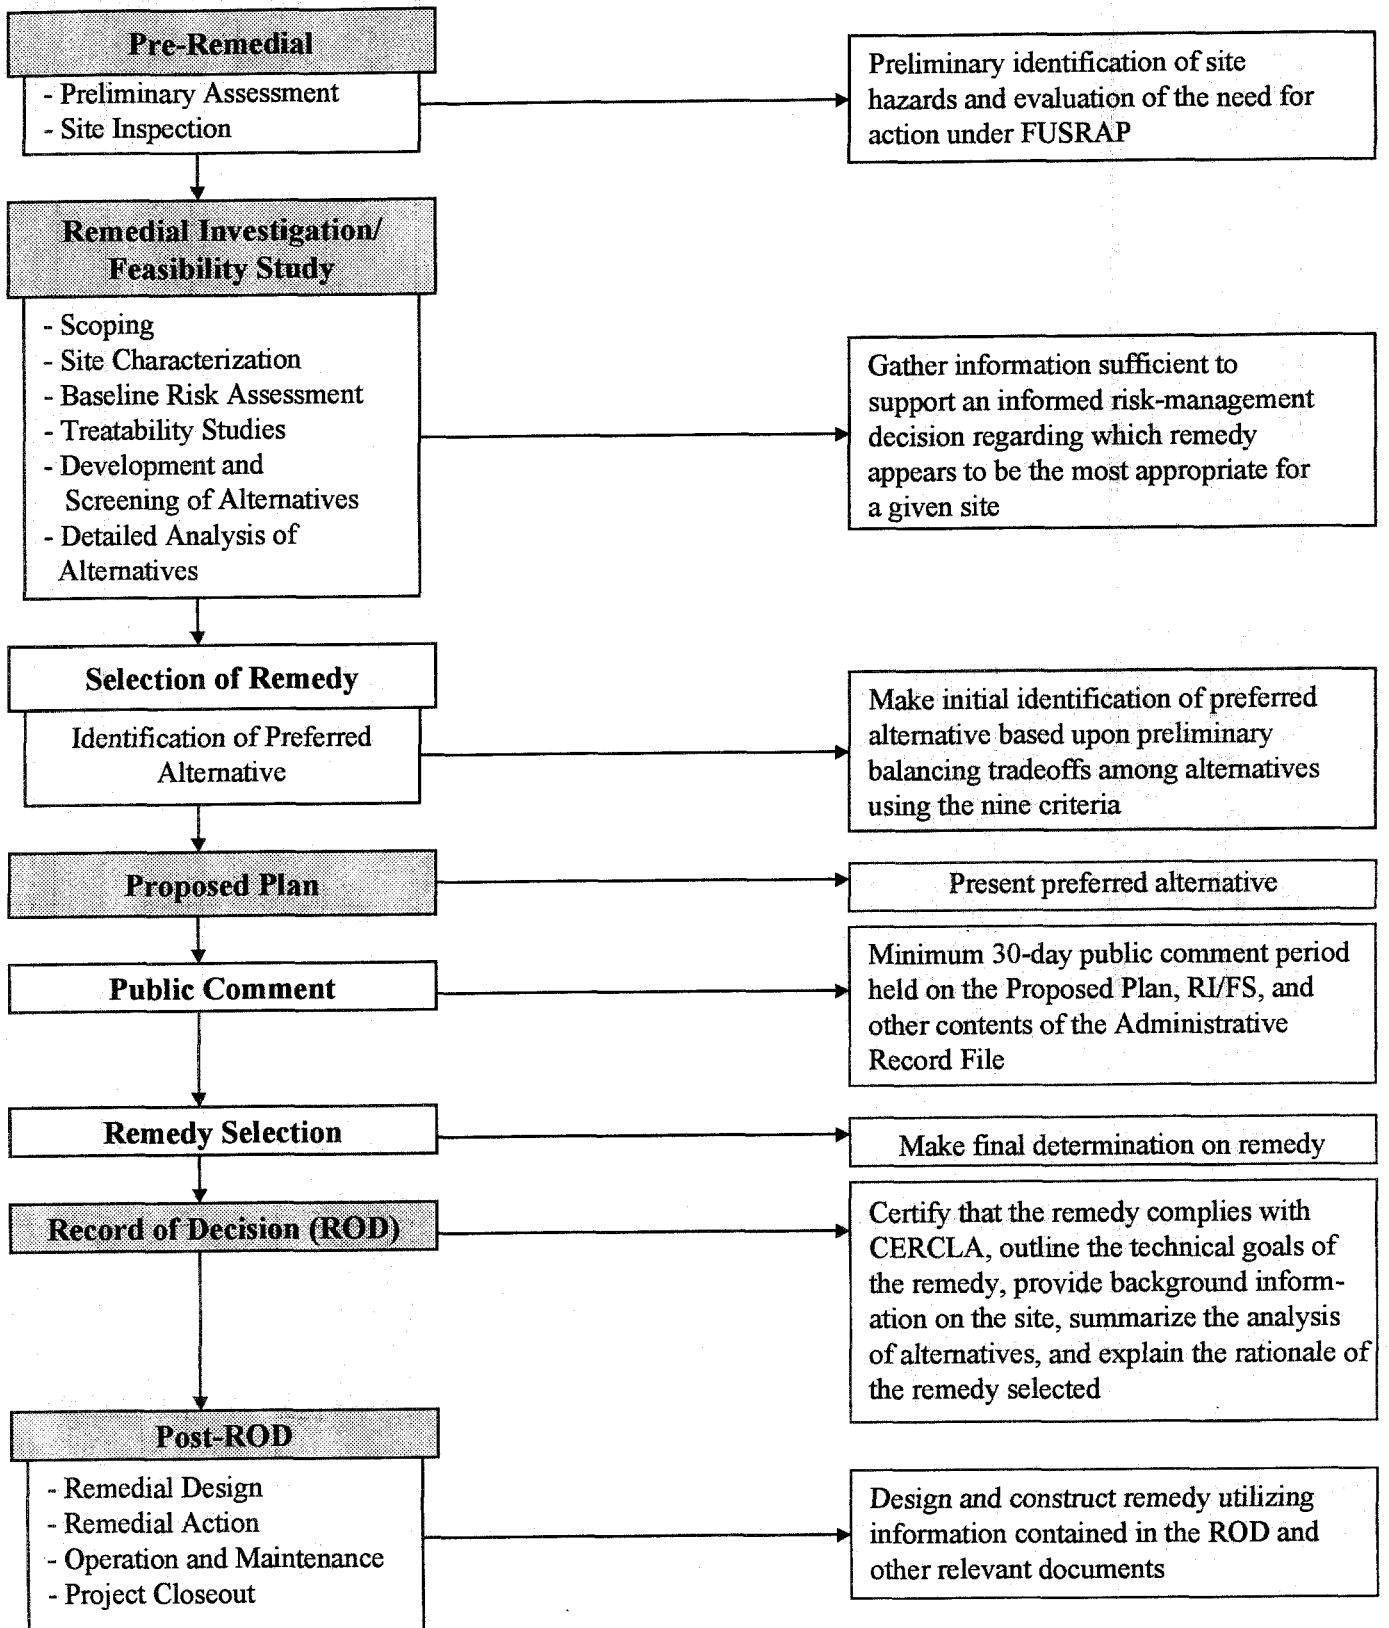 Pre-Remedial
- Preliminary Assessment
- Site Inspection
Preliminary identification of site
hazards and evaluation of the need for
action under FUSRAP
Remedial Investigation/
Feasibility Study
- Scoping
- Site Characterization
- Baseline Risk Assessment
- Treatability Studies
- Development and
Screening of Alternatives
- Detailed Analysis of
Alternatives
Gather information sufficient to
support an informed risk-management
decision regarding which remedy
appears to be the most appropriate for
a given site
Selection of Remedy
Identification of Preferred
Alternative
Make initial identification of preferred
alternative based upon preliminary
balancing tradeoffs among alternatives
using the nine criteria
Proposed Plan
Present preferred alternative
Public Comment
Minimum 30-day public comment period
held on the Proposed Plan, RI/FS, and
other contents of the Administrative
Record File
Remedy Selection
Make final determination on remedy
Record of Decision (ROD)
Certify that the remedy complies with
CERCLA, outline the technical goals of
the remedy, provide background inform-
ation on the site, summarize the analysis
of alternatives, and explain the rationale of
the remedy selected
Post-ROD
- Remedial Design
- Remedial Action
- Operation and Maintenance
- Project Closeout
Design and construct remedy utilizing
information contained in the ROD and
other relevant documents